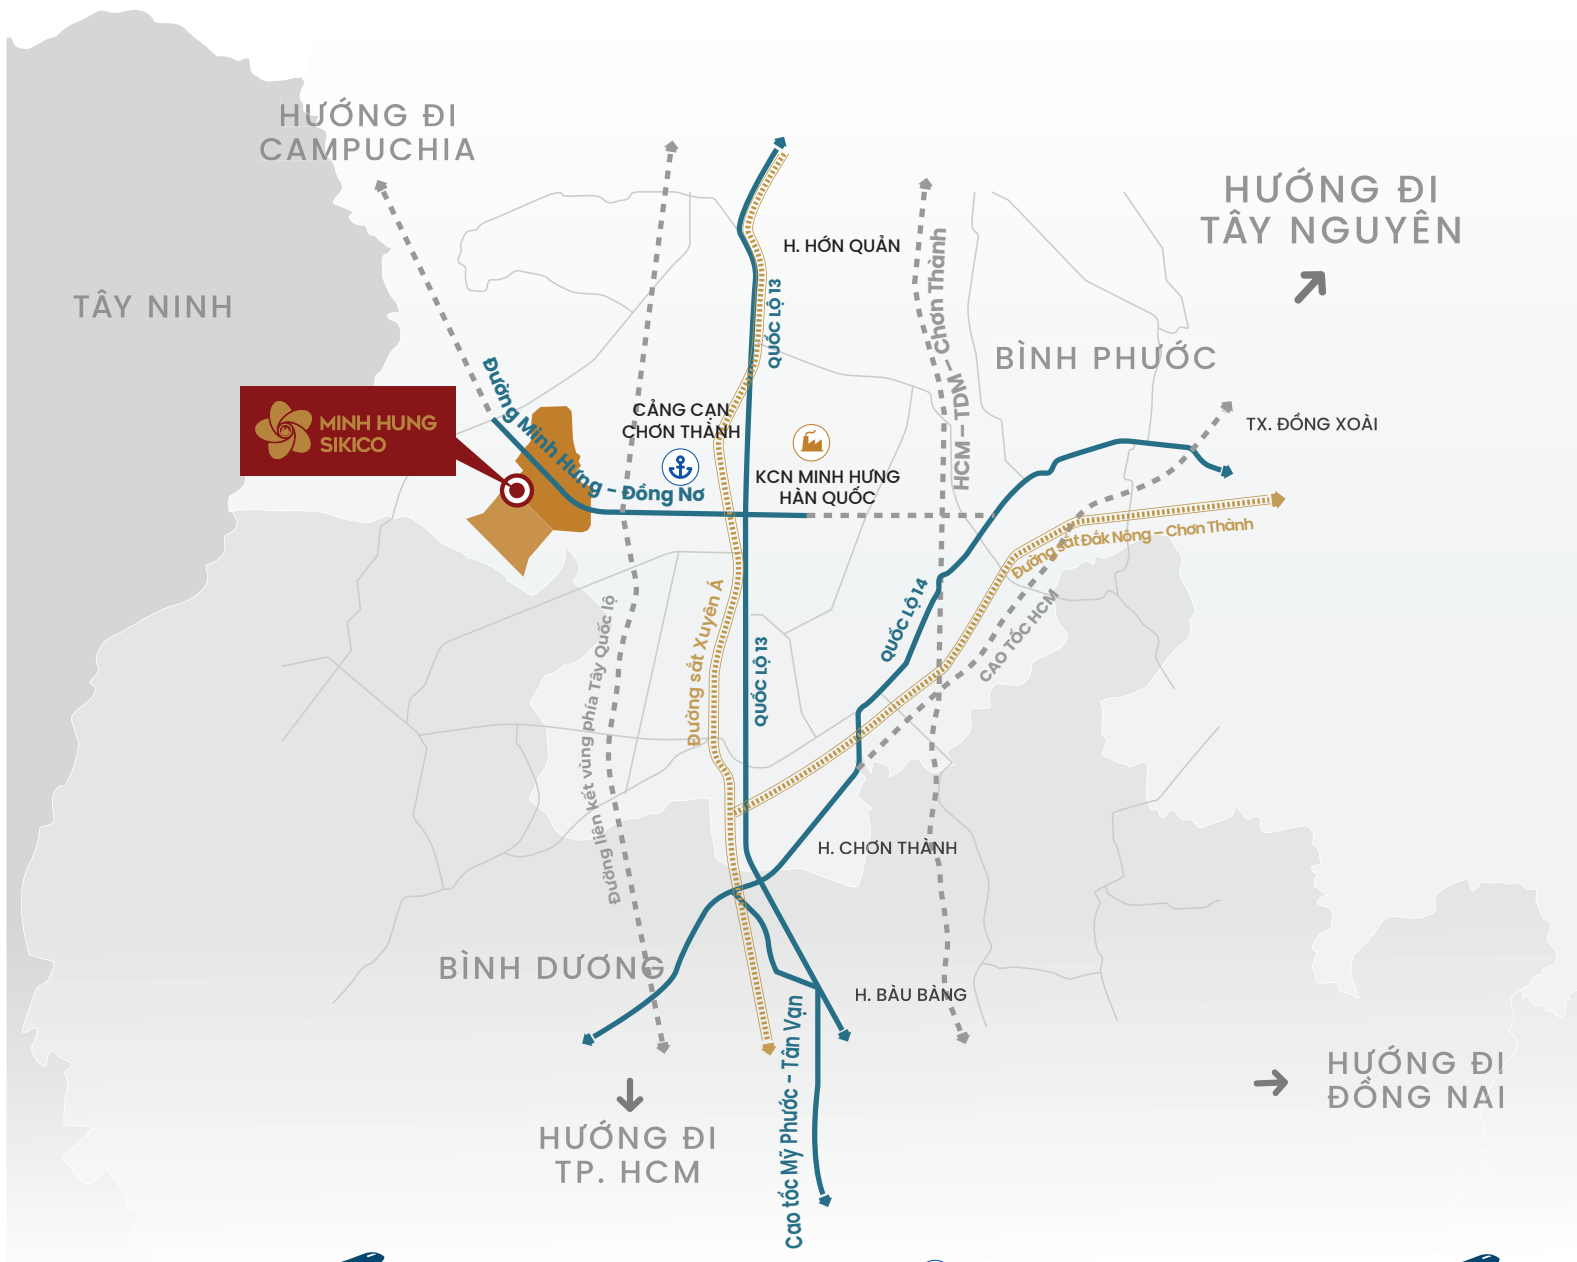 HƯỚNG ĐI
CAMPUCHIA
HƯỚNG ĐI
TÂY NGUYÊN
H. HỚN QUẢN
TÂY NINH
QUỐC LỘ 13
HCM – TDM – Chơn Thành
BÌNH PHƯỚC
MINH HUNG
SIKICO
Đường Minh Hưng - Đồng Nơ
CẢNG CẠN
CHƠN THÀNH
TX. ĐỒNG XOÀI
KCN MINH HƯNG
HÀN QUỐC
Đường sắt Đắk Nông – Chơn Thành
Đường sắt Xuyên Á
QUỐC LỘ 13
QUỐC LỘ 14
CAO TỐC HCM
Đường liên kết vùng phía Tây Quốc lộ
H. CHƠN THÀNH
BÌNH DƯƠNG
H. BÀU BÀNG
Cao tốc Mỹ Phước - Tân Vạn
HƯỚNG ĐI
ĐỒNG NAI
HƯỚNG ĐI
TP. HCM